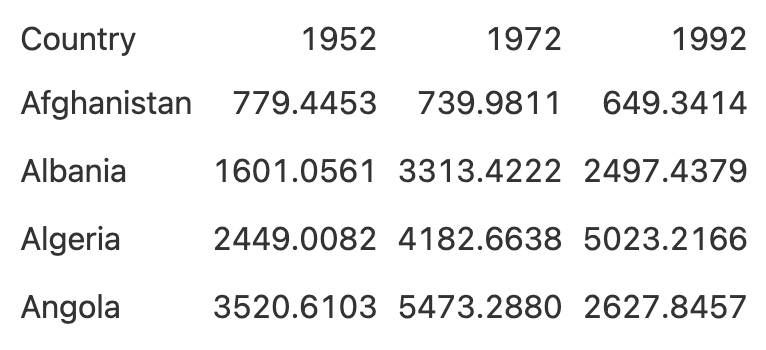 Country 1952 1972 1992
Afghanistan 779.4453 739.9811 649.3414
Albania 1601.0561 3313.4222 2497.4379
Algeria 2449.0082 4182.6638 5023.2166
Angola 3520.6103 5473.2880 2627.8457